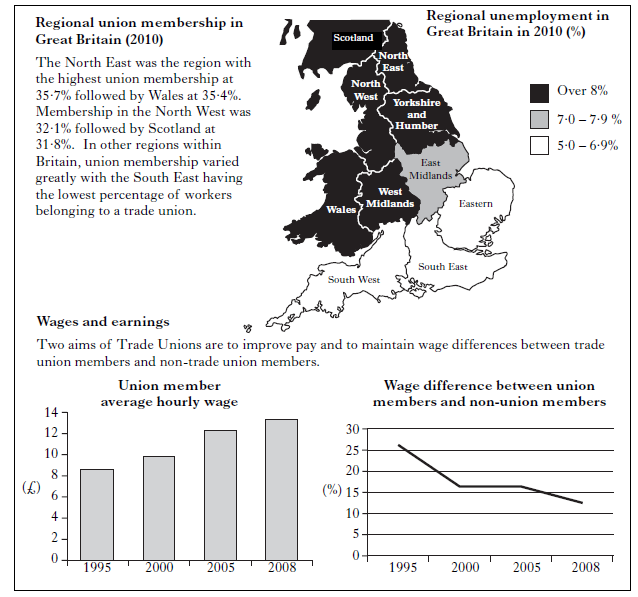 Regional union membership in
Great Britain (2010)
The North East was the region with
the highest union membership at
35·7% followed by Wales at 35·4%.
Membership in the North West was
32·1% followed by Scotland at
31·8%. In other regions within
Britain, union membership varied
greatly with the South East having
the lowest percentage of workers
belonging to a trade union.
Regional unemployment in
Great Britain in 2010 (%)
Scotland
North
East
North
West
Yorkshire
and
Humber
East
Midlands
West
Midlands
Wales
Eastern
South East
South West
Over 8%
7·0 – 7·9 %
5·0 – 6·9%
Wages and earnings
Two aims of Trade Unions are to improve pay and to maintain wage differences between trade
union members and non-trade union members.
Union member
average hourly wage
14
12
10
8
6
4
2
0
(£)
1995 2000 2005 2008
Wage difference between union
members and non-union members
30
25
20
15
10
5
0
(%)
1995 2000 2005 2008